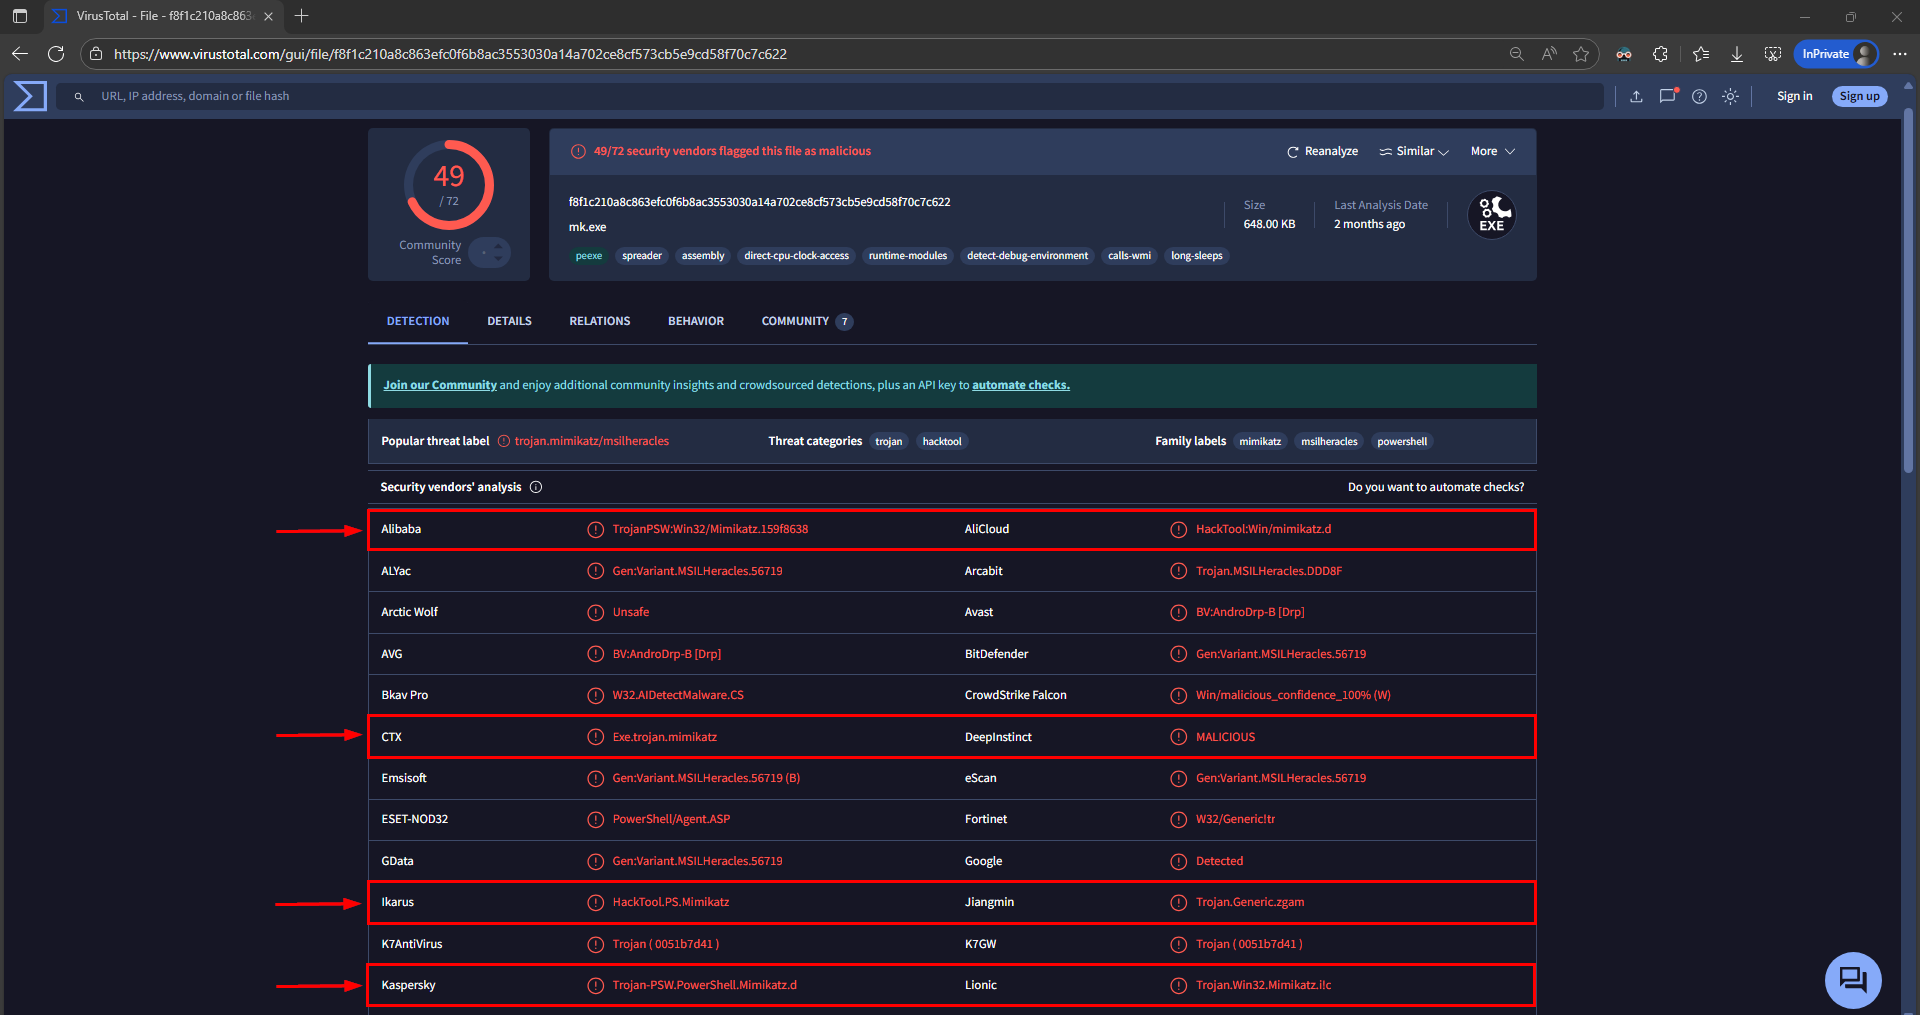 VirusTotal - File - f8f1c210a8c863
https://www.virustotal.com/gui/file/f8f1c210a8c863efc0f6b8ac3553030a14a702ce8cf573cb5e9cd58f70c7c622
InPrivate
URL, IP address, domain or file hash
Sign in
Sign up
49
/ 72
Community Score
49/72 security vendors flagged this file as malicious
Reanalyze
Similar
More
f8f1c210a8c863efc0f6b8ac3553030a14a702ce8cf573cb5e9cd58f70c7c622
mk.exe
Size
648.00 KB
Last Analysis Date
2 months ago
EXE
peexe spreader assembly direct-cpu-clock-access runtime-modules detect-debug-environment calls-wmi long-sleeps
DETECTION DETAILS RELATIONS BEHAVIOR COMMUNITY 7
Join our Community and enjoy additional community insights and crowdsourced detections, plus an API key to automate checks.
Popular threat label trojan.mimikatz/msilheracles Threat categories trojan hacktool Family labels mimikatz msilheracles powershell
Security vendors' analysis Do you want to automate checks?
Alibaba TrojanPSW:Win32/Mimikatz.159f8638 AliCloud HackTool:Win/mimikatz.d
ALYac Gen:Variant.MSILHeracles.56719 Arcabit Trojan.MSILHeracles.DDD8F
Arctic Wolf Unsafe Avast BV:AndroDrp-B [Drp]
AVG BV:AndroDrp-B [Drp] BitDefender Gen:Variant.MSILHeracles.56719
Bkav Pro W32.AIDetectMalware.CS CrowdStrike Falcon Win/malicious_confidence_100% (W)
CTX Exe.trojan.mimikatz DeepInstinct MALICIOUS
Emsisoft Gen:Variant.MSILHeracles.56719 (B) eScan Gen:Variant.MSILHeracles.56719
ESET-NOD32 PowerShell/Agent.ASP Fortinet W32/Generic!tr
GData Gen:Variant.MSILHeracles.56719 Google Detected
Ikarus HackTool.PS.Mimikatz Jiangmin Trojan.Generic.zgam
K7AntiVirus Trojan ( 0051b7d41 ) K7GW Trojan ( 0051b7d41 )
Kaspersky Trojan-PSW.PowerShell.Mimikatz.d Lionic Trojan.Win32.Mimikatz.i!c